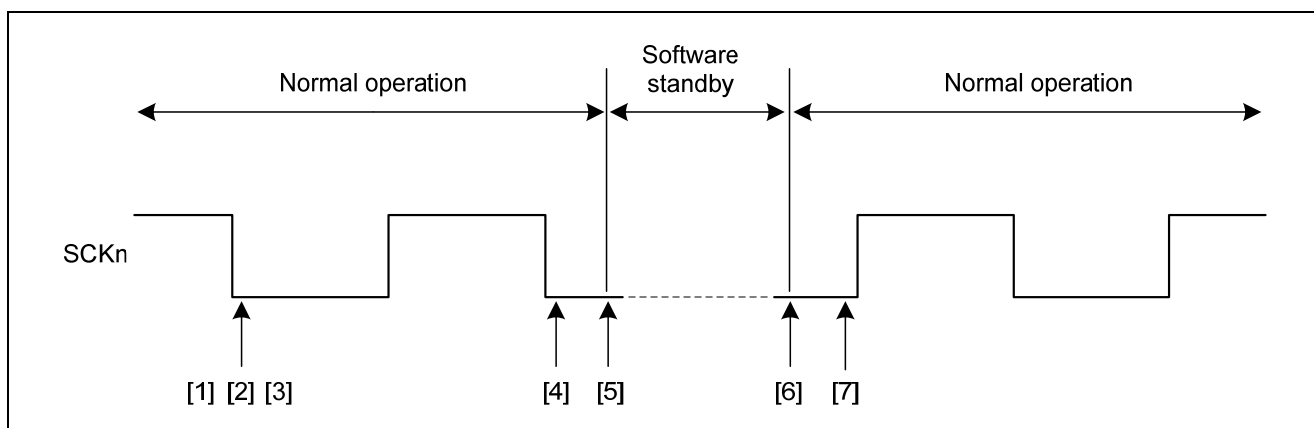 Software
standby
Normal operation
Normal operation
SCKn
[1] [2] [3]
[4] [5]
[6] [7]